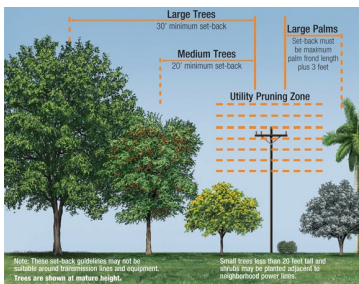 Large Trees
30' minimum set-back
Large Palms
Set-back must
be maximum
palm frond length
plus 3 feet
Medium Trees
20' minimum set-back
Utility Pruning Zone
Note: These set-back guidelines may not be
suitable around transmission lines and equipment.
Trees are shown at mature height.
Small trees less than 20 feet tall and
shrubs may be planted adjacent to
neighborhood power lines.